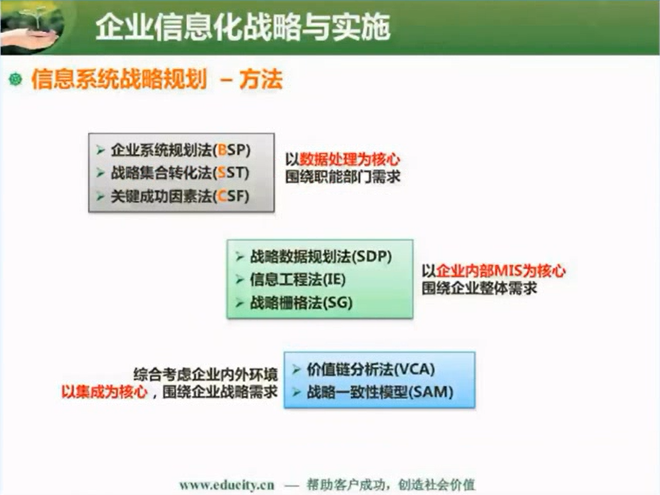 企业信息化战略与实施
信息系统战略规划 – 方法
企业系统规划法(BSP)
战略集合转化法(SST)
关键成功因素法(CSF)
以数据处理为核心
围绕职能部门需求
战略数据规划法(SDP)
信息工程法(IE)
战略栅格法(SG)
以企业内部MIS为核心
围绕企业整体需求
综合考虑企业内外环境
以集成为核心，围绕企业战略需求
价值链分析法(VCA)
战略一致性模型(SAM)
www.educity.cn — 帮助客户成功，创造社会价值